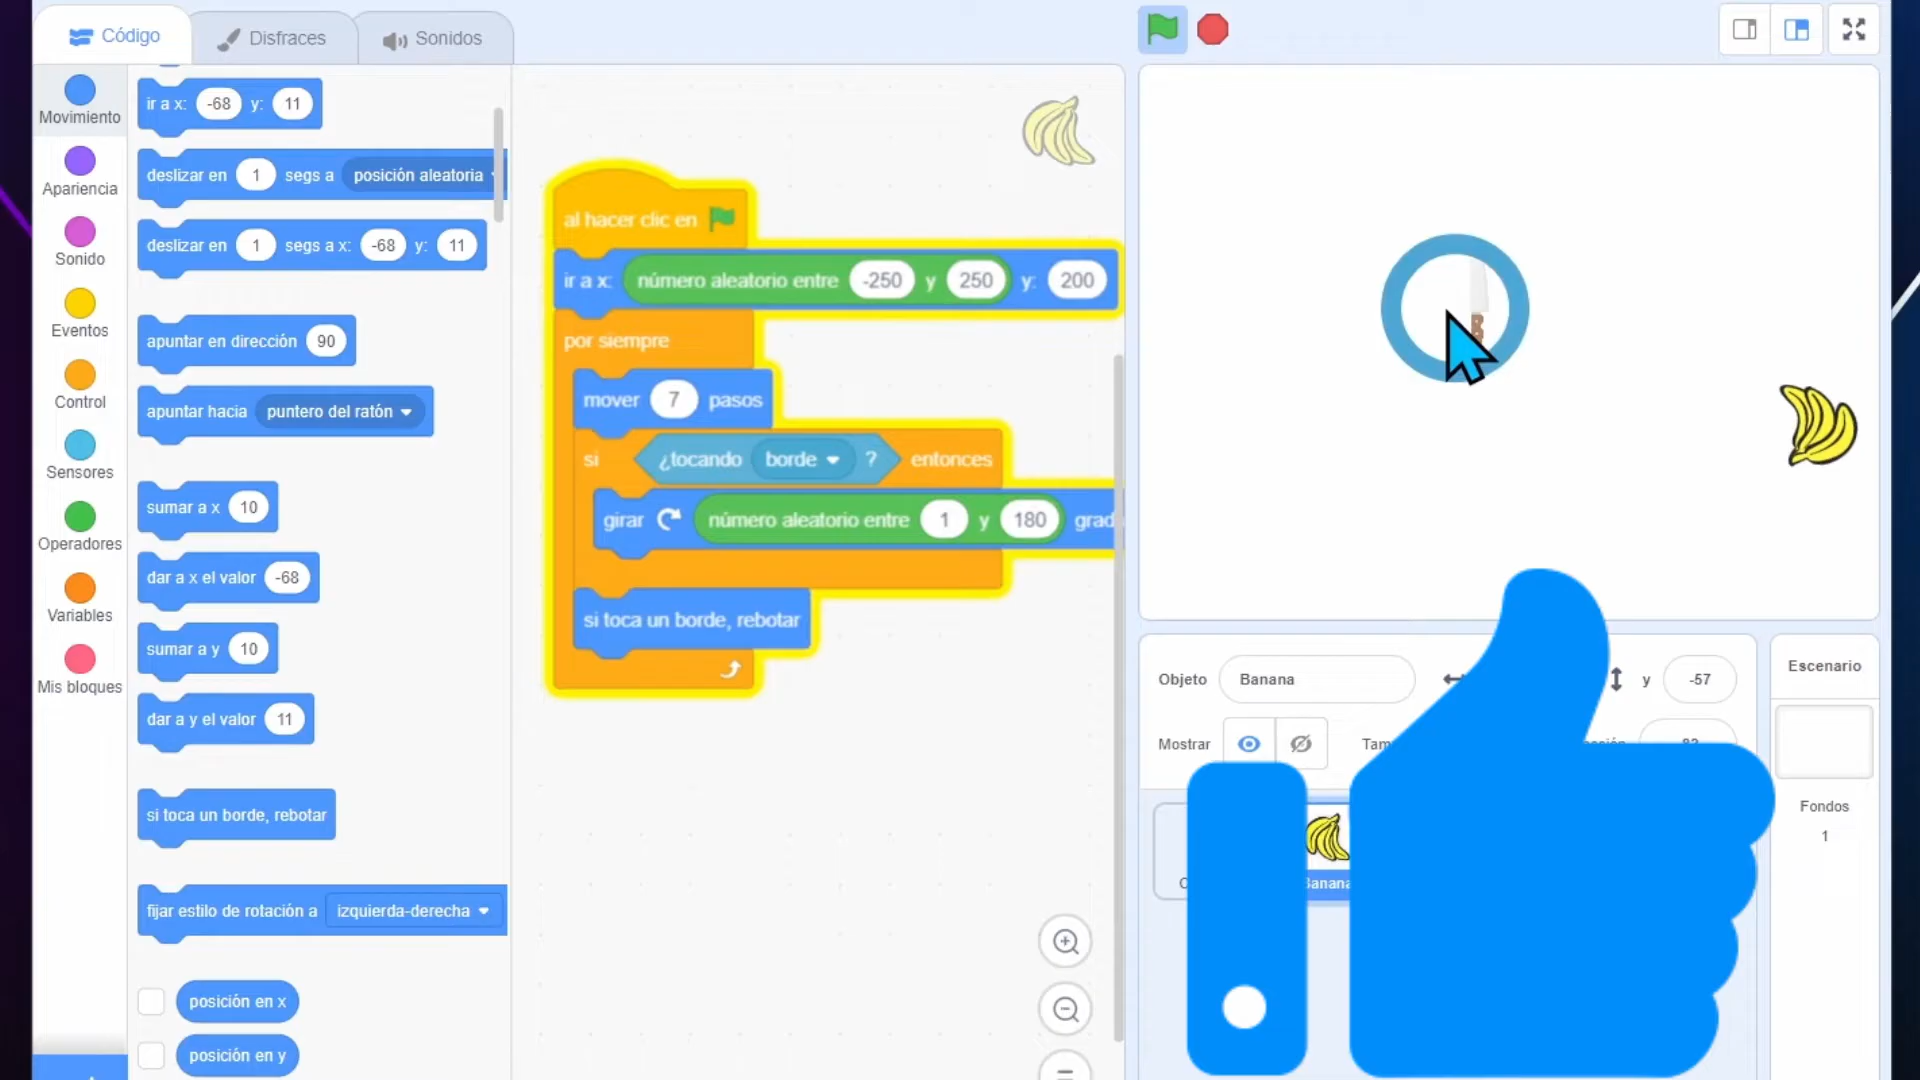 Código
Disfraces
Sonidos
Movimiento
Apariencia
Sonido
Eventos
Control
Sensores
Operadores
Variables
Mis bloques
ir a x: -68 y: 11
deslizar en 1 segs a posición aleatoria
deslizar en 1 segs a x: -68 y: 11
apuntar en dirección 90
apuntar hacia puntero del ratón
sumar a x 10
dar a x el valor -68
sumar a y 10
dar a y el valor 11
si toca un borde, rebotar
fijar estilo de rotación a izquierda-derecha
posición en x
posición en y
al hacer clic en
ir a x: número aleatorio entre -250 y 250 y: 200
por siempre
mover 7 pasos
si ¿tocando borde ? entonces
girar número aleatorio entre 1 y 180 grad
si toca un borde, rebotar
Objeto Banana y -57
Mostrar
Banana
Escenario
Fondos
1